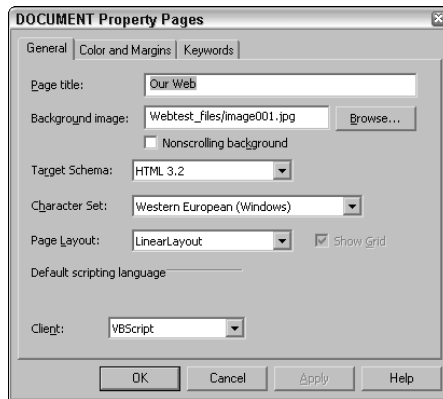 DOCUMENT Property Pages
General Color and Margins Keywords
Page title: Our Web
Background image: Webtest_files/image001.jpg Browse...
Nonscrolling background
Target Schema: HTML 3.2
Character Set: Western European (Windows)
Page Layout: LinearLayout Show Grid
Default scripting language
Client: VBScript
OK Cancel Apply Help